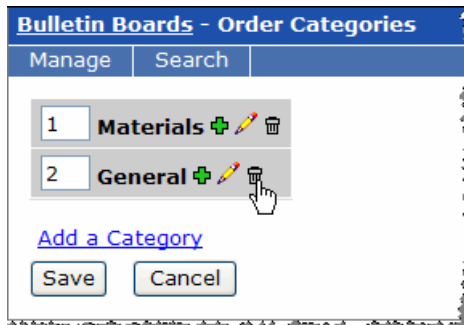 Bulletin Boards - Order Categories
Manage Search
1 Materials
2 General
Add a Category
Save Cancel